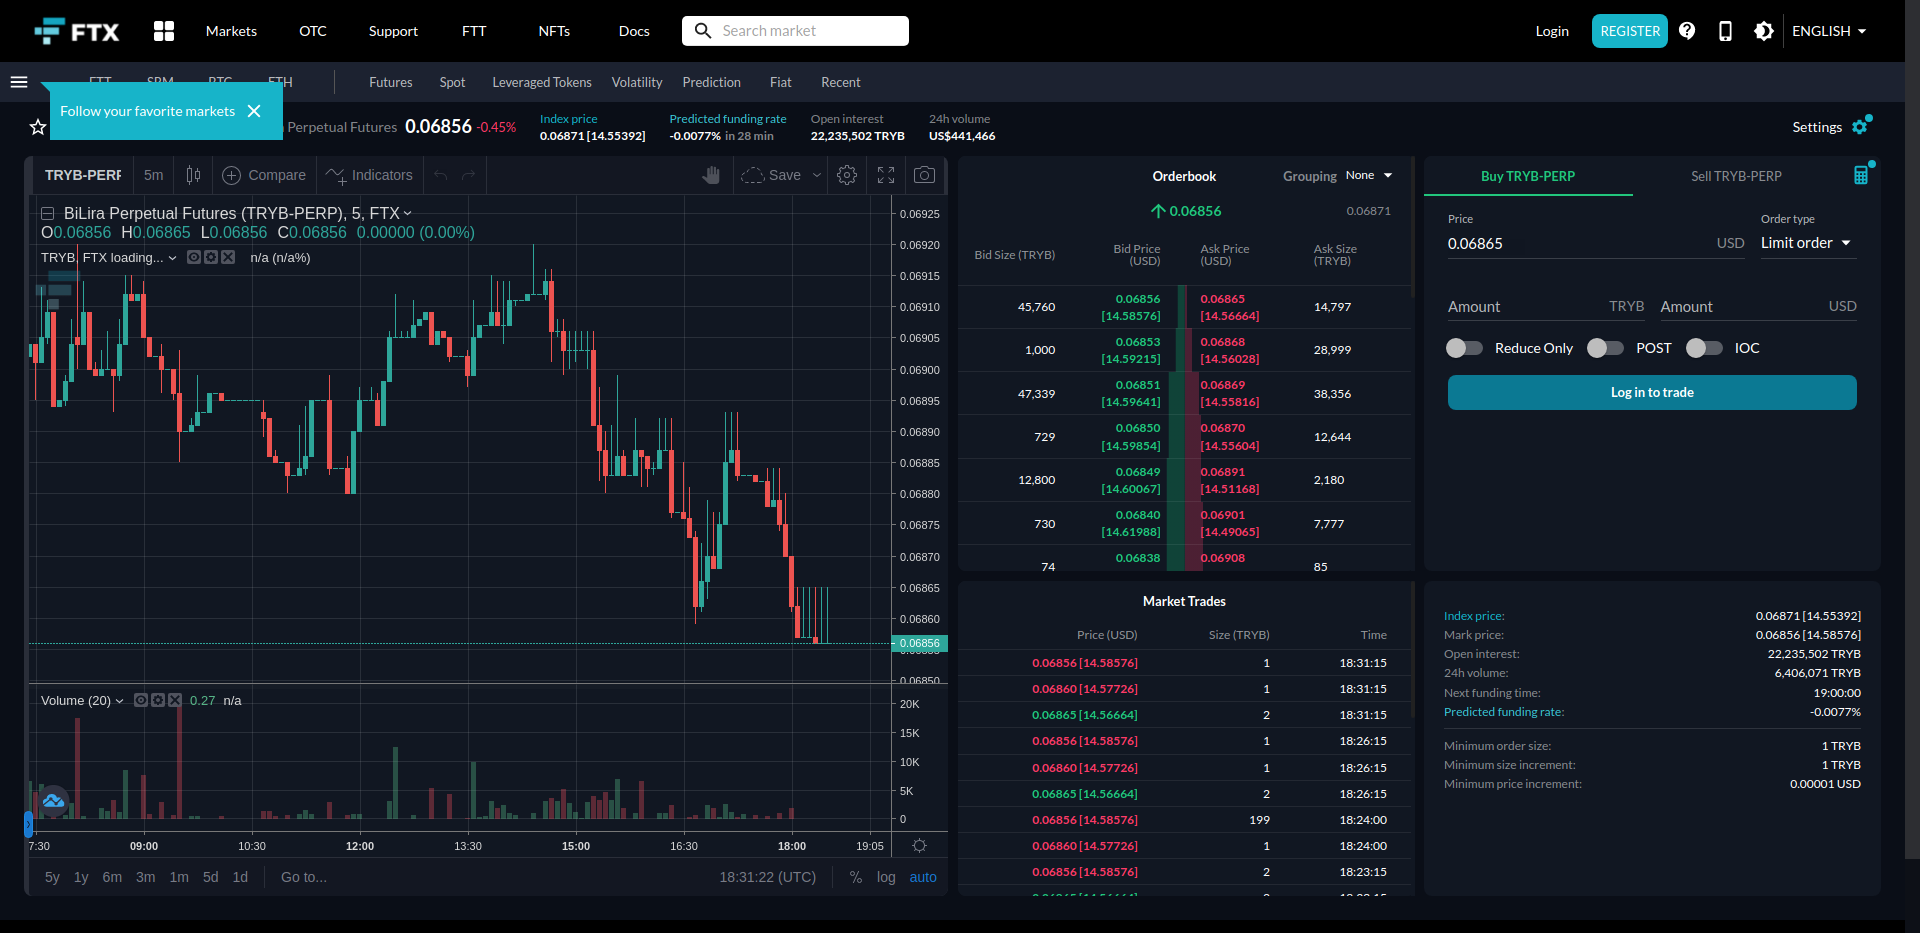 FTX
Markets
OTC
Support
FTT
NFTs
Docs
Search market
Login
REGISTER
ENGLISH
Futures
Spot
Leveraged Tokens
Volatility
Prediction
Fiat
Recent
Follow your favorite markets
Perpetual Futures
0.06856
-0.45%
Index price
0.06871 [14.55392]
Predicted funding rate
-0.0077% in 28 min
Open interest
22,235,502 TRYB
24h volume
US$441,466
Settings
TRYB-PERP
5m
Compare
Indicators
Save
BiLira Perpetual Futures (TRYB-PERP), 5, FTX
O0.06856 H0.06865 L0.06856 C0.06856 0.00000 (0.00%)
TRYB, FTX loading... n/a (n/a%)
0.06925
0.06920
0.06915
0.06910
0.06905
0.06900
0.06895
0.06890
0.06885
0.06880
0.06875
0.06870
0.06865
0.06860
0.06856
0.06850
Volume (20) 0.27 n/a
20K
15K
10K
5K
0
7:30 09:00 10:30 12:00 13:30 15:00 16:30 18:00 19:05
5y 1y 6m 3m 1m 5d 1d Go to... 18:31:22 (UTC) % log auto
Orderbook
Grouping None
0.06856
0.06871
Bid Size (TRYB) Bid Price (USD) Ask Price (USD) Ask Size (TRYB)
45,760 0.06856 [14.58576] 0.06865 [14.56664] 14,797
1,000 0.06853 [14.59215] 0.06868 [14.56028] 28,999
47,339 0.06851 [14.59641] 0.06869 [14.55816] 38,356
729 0.06850 [14.59854] 0.06870 [14.55604] 12,644
12,800 0.06849 [14.60067] 0.06891 [14.51168] 2,180
730 0.06840 [14.61988] 0.06901 [14.49065] 7,777
74 0.06838 0.06908 85
Market Trades
Price (USD) Size (TRYB) Time
0.06856 [14.58576] 1 18:31:15
0.06860 [14.57726] 1 18:31:15
0.06865 [14.56664] 2 18:31:15
0.06856 [14.58576] 1 18:26:15
0.06860 [14.57726] 1 18:26:15
0.06865 [14.56664] 2 18:26:15
0.06856 [14.58576] 199 18:24:00
0.06860 [14.57726] 1 18:24:00
0.06856 [14.58576] 2 18:23:15
Buy TRYB-PERP
Sell TRYB-PERP
Price
0.06865 USD
Order type
Limit order
Amount TRYB
Amount USD
Reduce Only
POST
IOC
Log in to trade
Index price: 0.06871 [14.55392]
Mark price: 0.06856 [14.58576]
Open interest: 22,235,502 TRYB
24h volume: 6,406,071 TRYB
Next funding time: 19:00:00
Predicted funding rate: -0.0077%
Minimum order size: 1 TRYB
Minimum size increment: 1 TRYB
Minimum price increment: 0.00001 USD